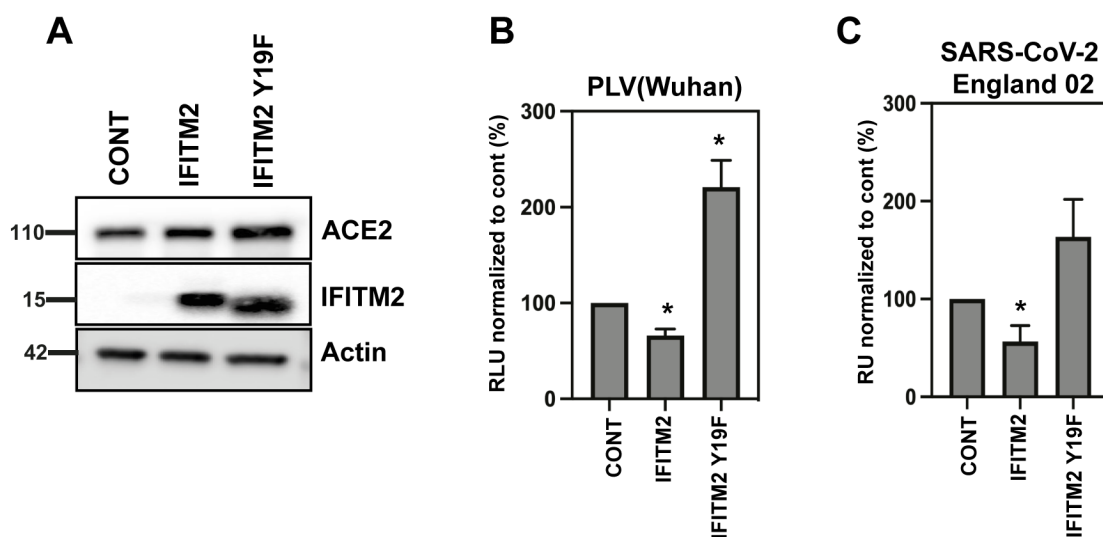 A
CONT
IFITM2
IFITM2 Y19F
110
ACE2
15
IFITM2
42
Actin
B
PLV(Wuhan)
RLU normalized to cont (%)
300
200
100
0
*
*
CONT
IFITM2
IFITM2 Y19F
C
SARS-CoV-2
England 02
RU normalized to cont (%)
300
200
100
0
*
CONT
IFITM2
IFITM2 Y19F